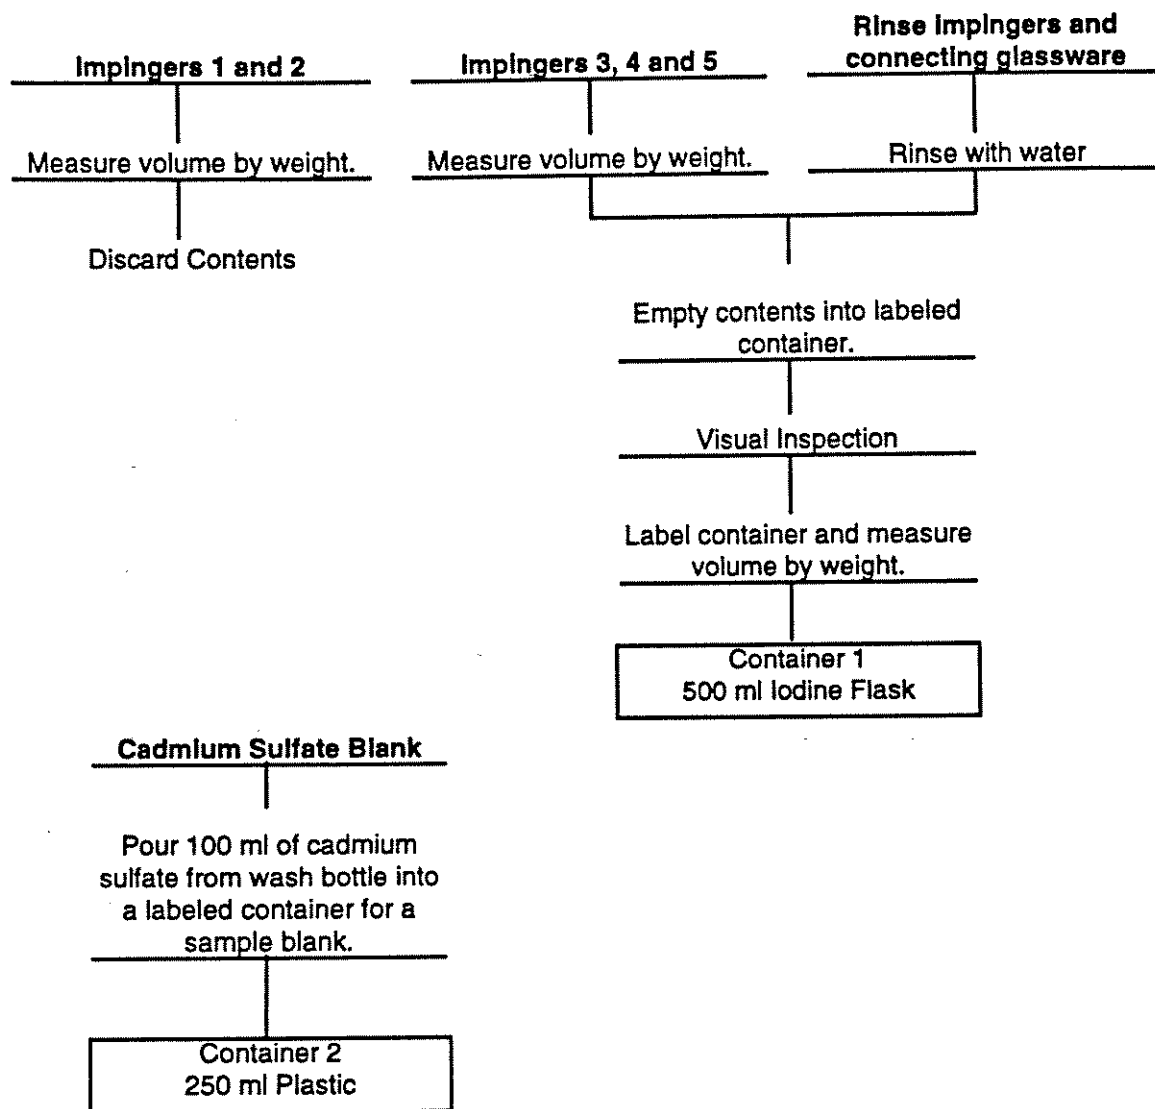 Impingers 1 and 2
Measure volume by weight.
Discard Contents
Impingers 3, 4 and 5
Measure volume by weight.
Rinse impingers and
connecting glassware
Rinse with water
Empty contents into labeled
container.
Visual Inspection
Label container and measure
volume by weight.
Container 1
500 ml Iodine Flask
Cadmium Sulfate Blank
Pour 100 ml of cadmium
sulfate from wash bottle into
a labeled container for a
sample blank.
Container 2
250 ml Plastic